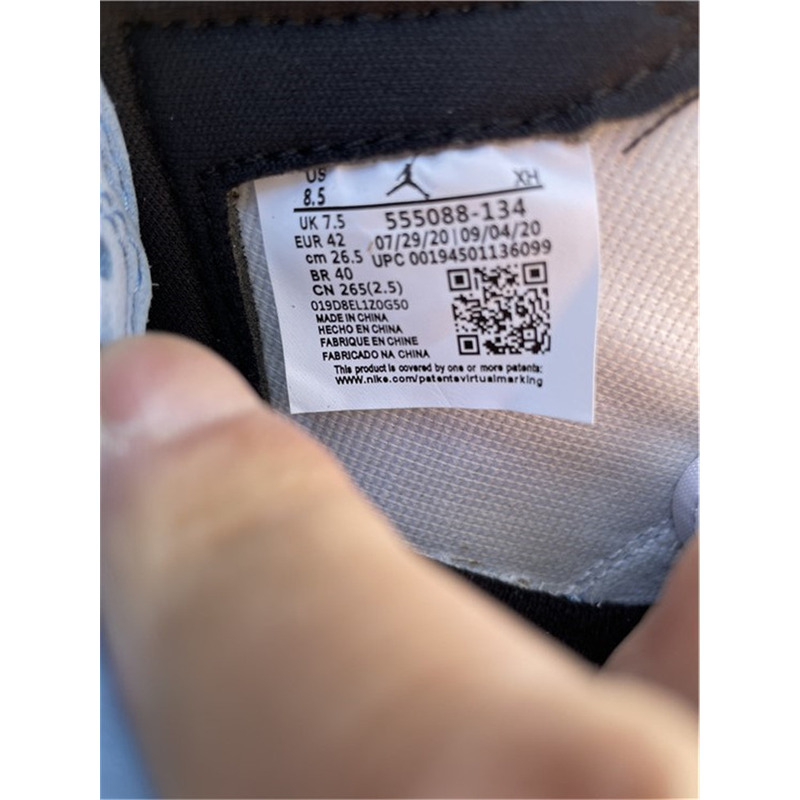 US XH
8.5
UK 7.5 555088-134
EUR 42 07/29/20|09/04/20
cm 26.5 UPC 00194501136099
BR 40
CN 265(2.5)
019D8EL1Z0G50
MADE IN CHINA
HECHO EN CHINA
FABRIQUE EN CHINE
FABRICADO NA CHINA
This product is covered by one or more patents:
www.nike.com/patentsvirtualmarking